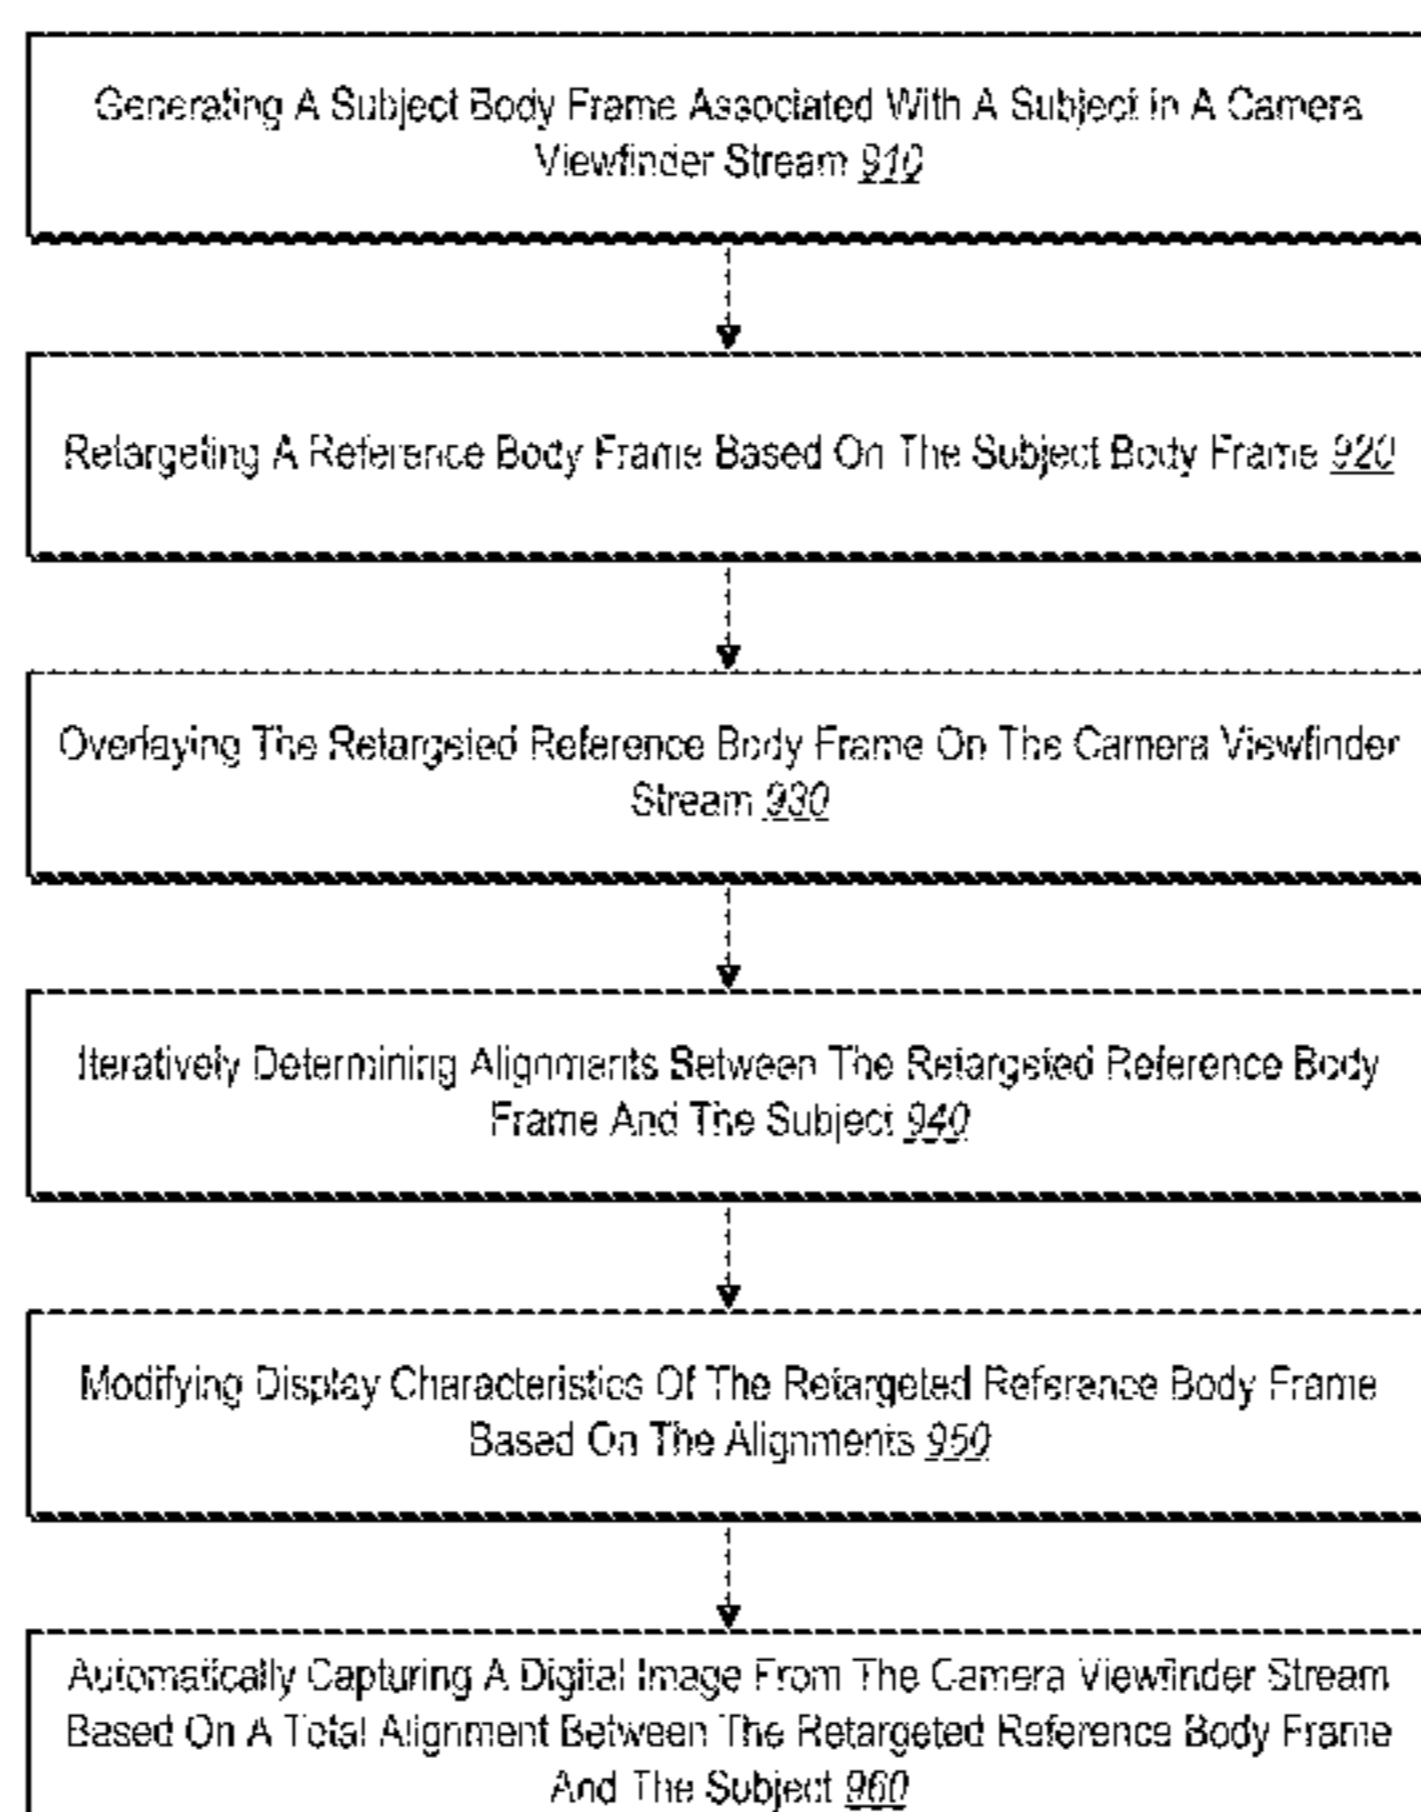 Generating A Subject Body Frame Associated With A Subject In A Camera
Viewfinder Stream 910
Retargeting A Reference Body Frame Based On The Subject Body Frame 920
Overlaying The Retargeted Reference Body Frame On The Camera Viewfinder
Stream 930
Iteratively Determining Alignments Between The Retargeted Reference Body
Frame And The Subject 940
Modifying Display Characteristics Of The Retargeted Reference Body Frame
Based On The Alignments 950
Automatically Capturing A Digital Image From The Camera Viewfinder Stream
Based On A Total Alignment Between The Retargeted Reference Body Frame
And The Subject 960